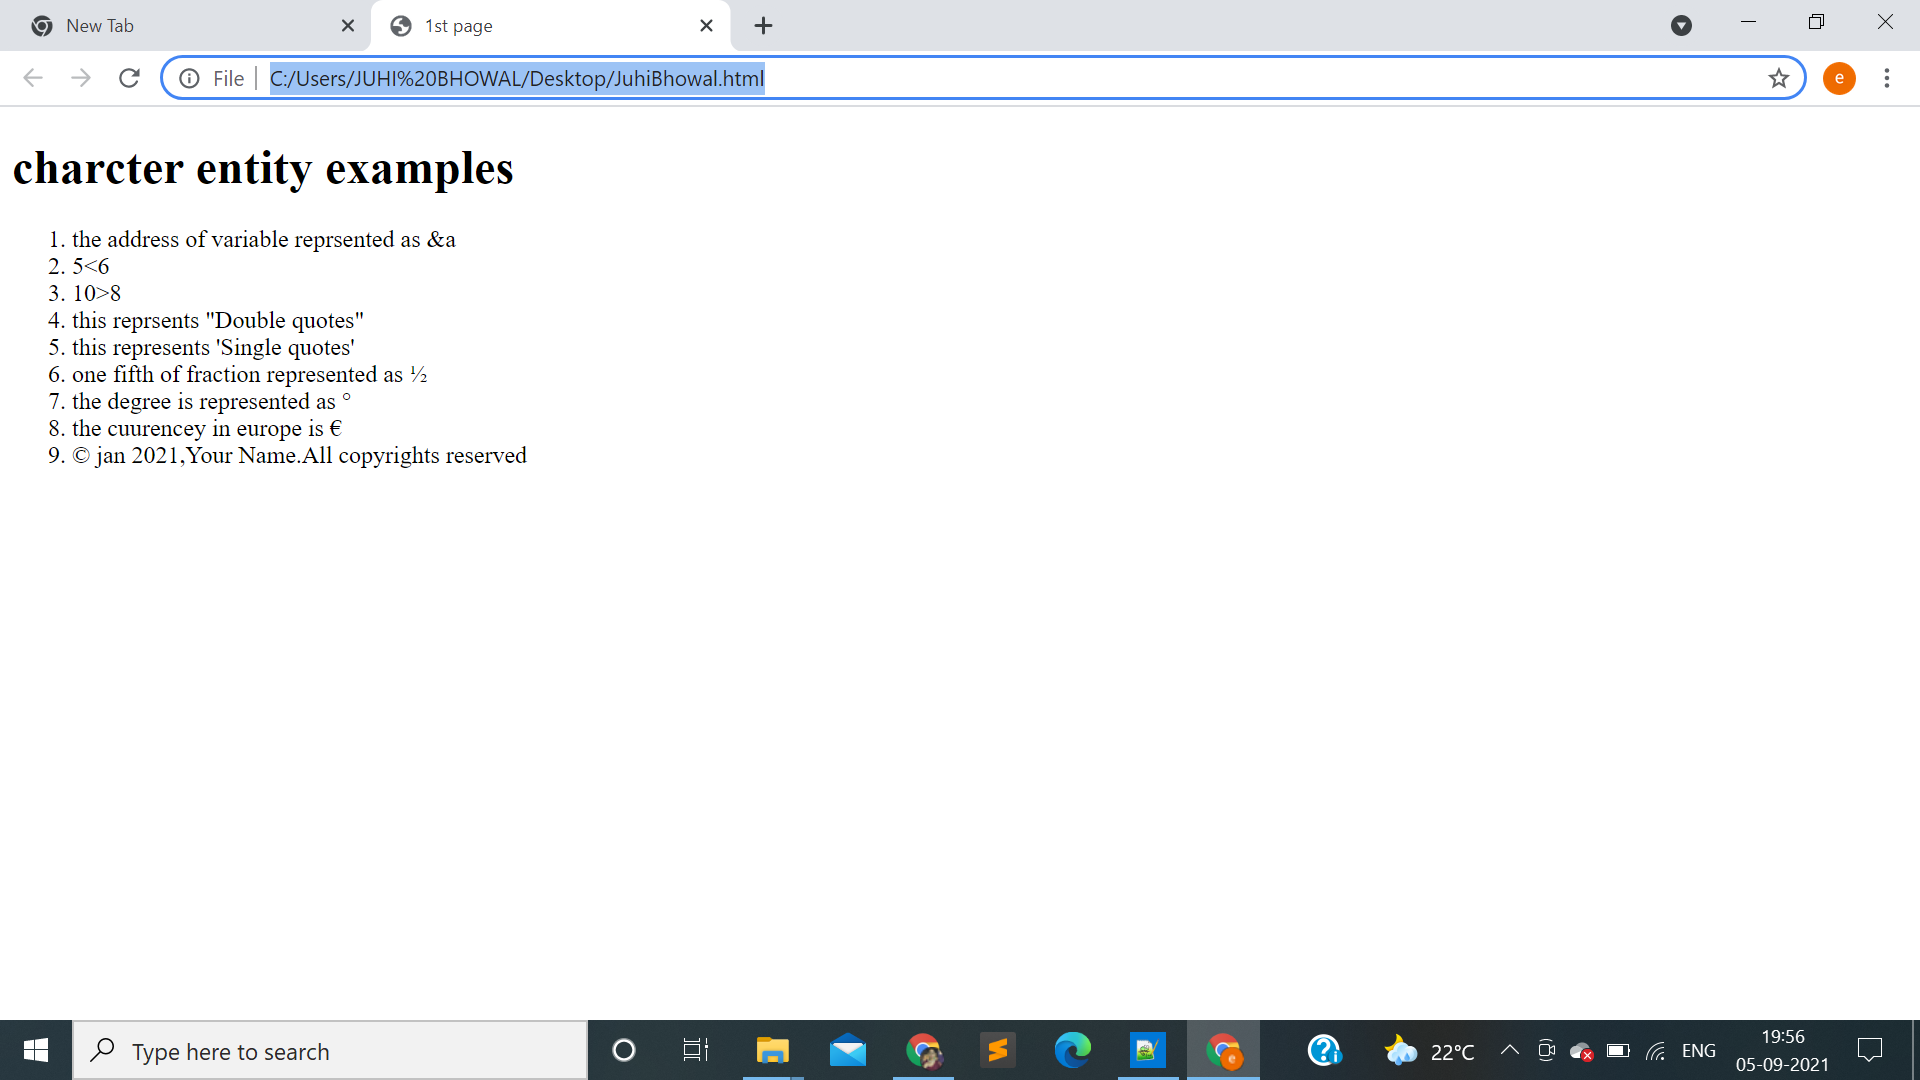 New Tab
1st page
File
C:/Users/JUHI%20BHOWAL/Desktop/JuhiBhowal.html
e
charcter entity examples
1. the address of variable reprsented as &a
2. 5<6
3. 10>8
4. this reprsents "Double quotes"
5. this represents 'Single quotes'
6. one fifth of fraction represented as ½
7. the degree is represented as °
8. the cuurencey in europe is €
9. © jan 2021,Your Name.All copyrights reserved
Type here to search
22°C
ENG
19:56
05-09-2021